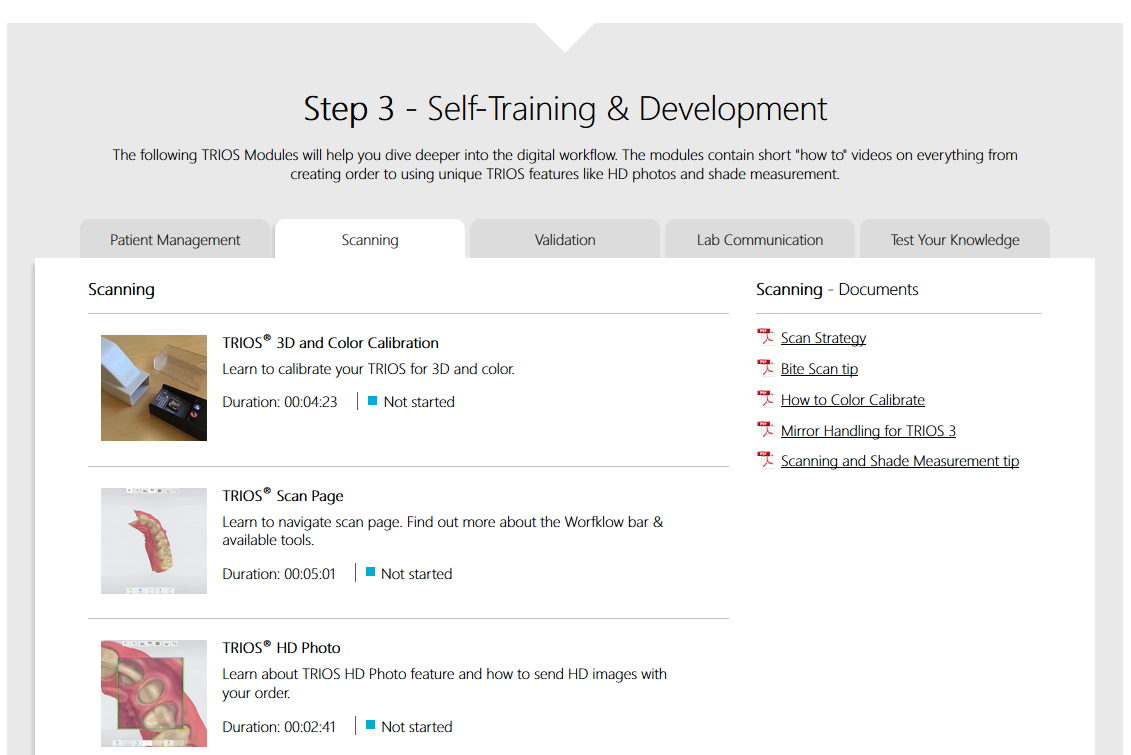 Step 3 - Self-Training & Development
The following TRIOS Modules will help you dive deeper into the digital workflow. The modules contain short "how to" videos on everything from
creating order to using unique TRIOS features like HD photos and shade measurement.
Patient Management
Scanning
Validation
Lab Communication
Test Your Knowledge
Scanning
TRIOS® 3D and Color Calibration
Learn to calibrate your TRIOS for 3D and color.
Duration: 00:04:23 | Not started
TRIOS® Scan Page
Learn to navigate scan page. Find out more about the Worfklow bar &
available tools.
Duration: 00:05:01 | Not started
TRIOS® HD Photo
Learn about TRIOS HD Photo feature and how to send HD images with
your order.
Duration: 00:02:41 | Not started
Scanning - Documents
Scan Strategy
Bite Scan tip
How to Color Calibrate
Mirror Handling for TRIOS 3
Scanning and Shade Measurement tip